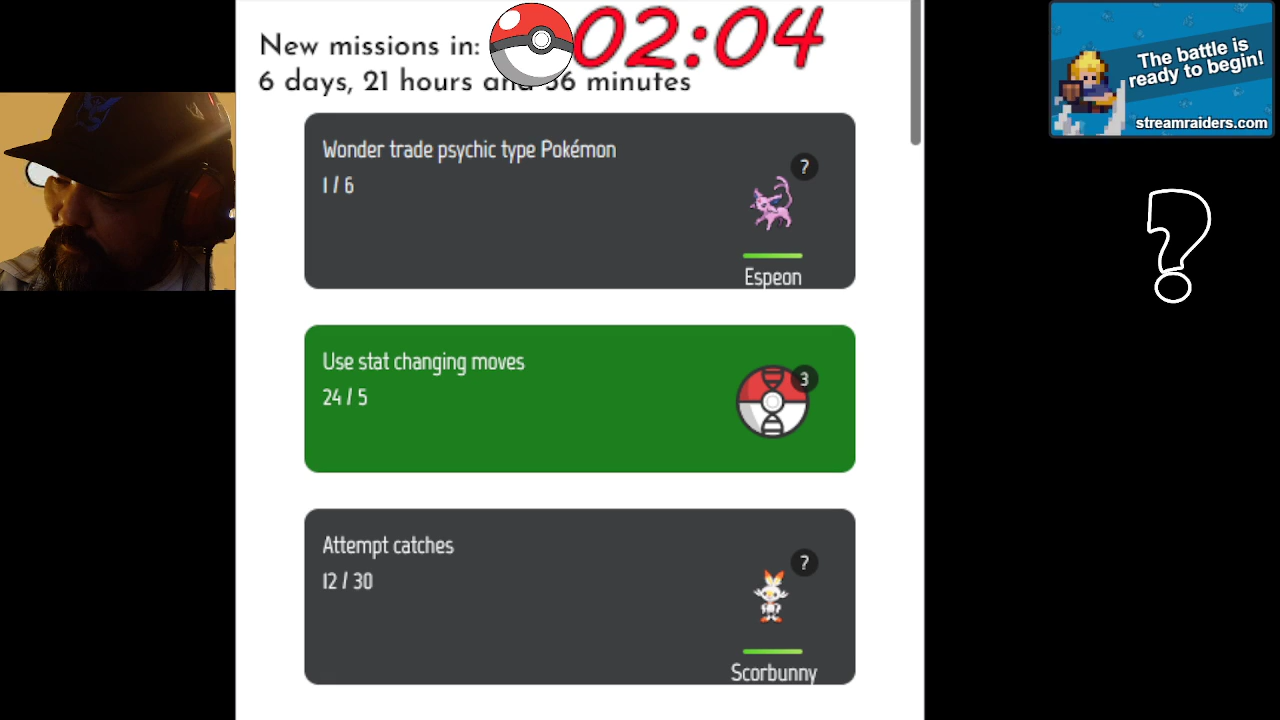 New missions in:
02:04
6 days, 21 hours and 36 minutes
Wonder trade psychic type Pokémon
1 / 6
?
Espeon
Use stat changing moves
24 / 5
3
Attempt catches
12 / 30
?
Scorbunny
The battle is
ready to begin!
streamraiders.com
?